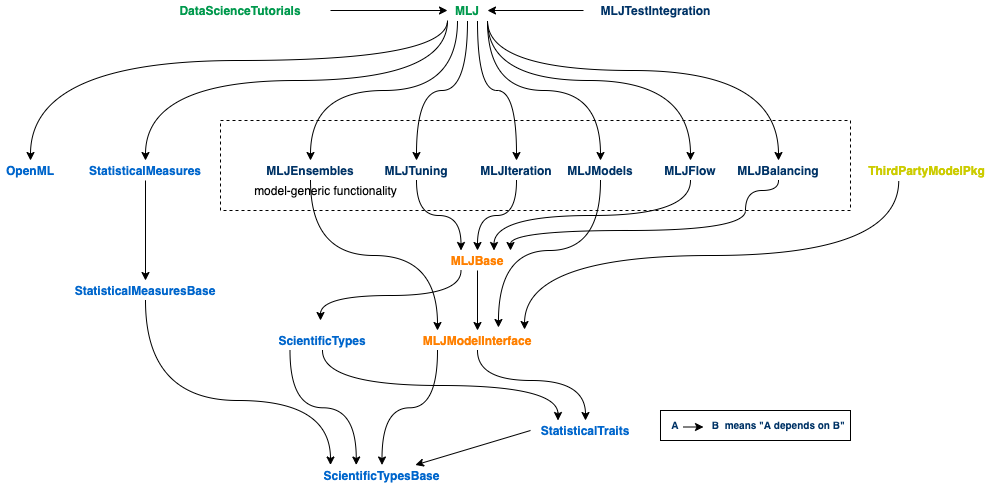 DataScienceTutorials
MLJ
MLJTestIntegration
OpenML
StatisticalMeasures
MLJEnsembles
MLJTuning
MLJIteration
MLJModels
MLJFlow
MLJBalancing
ThirdPartyModelPkg
model-generic functionality
MLJBase
StatisticalMeasuresBase
ScientificTypes
MLJModelInterface
A B means "A depends on B"
StatisticalTraits
ScientificTypesBase